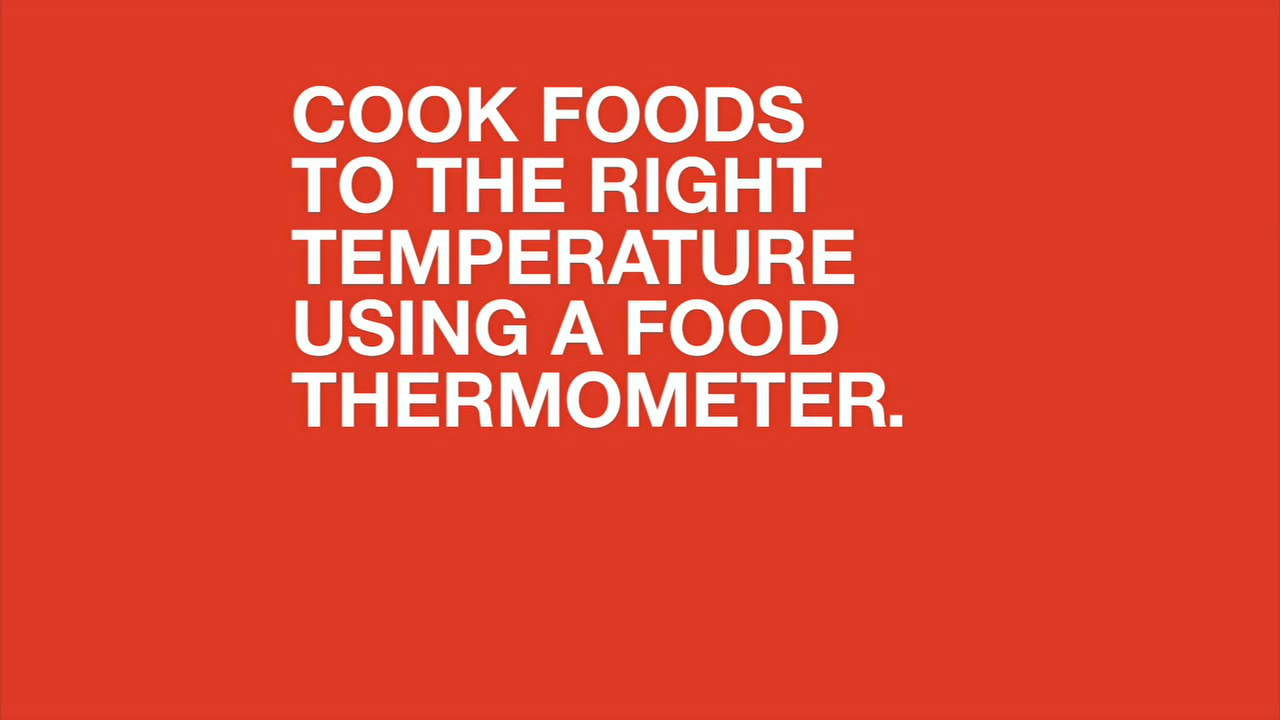 COOK FOODS
TO THE RIGHT
TEMPERATURE
USING A FOOD
THERMOMETER.